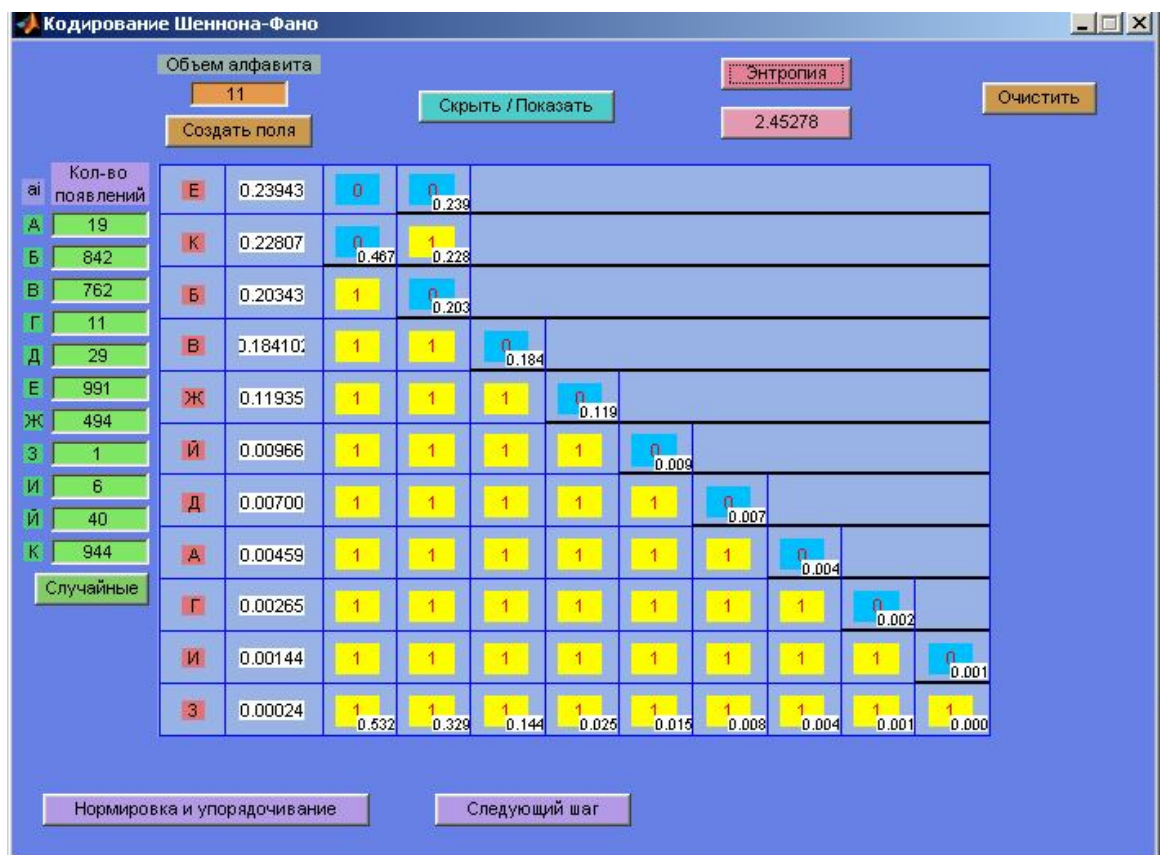 Кодирование Шеннона-Фано
Объем алфавита
11
Создать поля
Скрыть / Показать
Энтропия
2.45278
Очистить
ai Кол-во появлений
А 19
Б 842
В 762
Г 11
Д 29
Е 991
Ж 494
З 1
И 6
Й 40
К 944
Случайные
Е 0.23943 0 0 0.239
К 0.22807 0 0.467 1 0.228
Б 0.20343 1 0 0.203
В 0.18410 1 1 0 0.184
Ж 0.11935 1 1 1 0 0.119
Й 0.00966 1 1 1 1 0 0.009
Д 0.00700 1 1 1 1 1 0 0.007
А 0.00459 1 1 1 1 1 1 0 0.004
Г 0.00265 1 1 1 1 1 1 1 0 0.002
И 0.00144 1 1 1 1 1 1 1 1 0 0.001
З 0.00024 1 0.532 1 0.329 1 0.144 1 0.025 1 0.015 1 0.008 1 0.004 1 0.001 1 0.000
Нормировка и упорядочивание
Следующий шаг